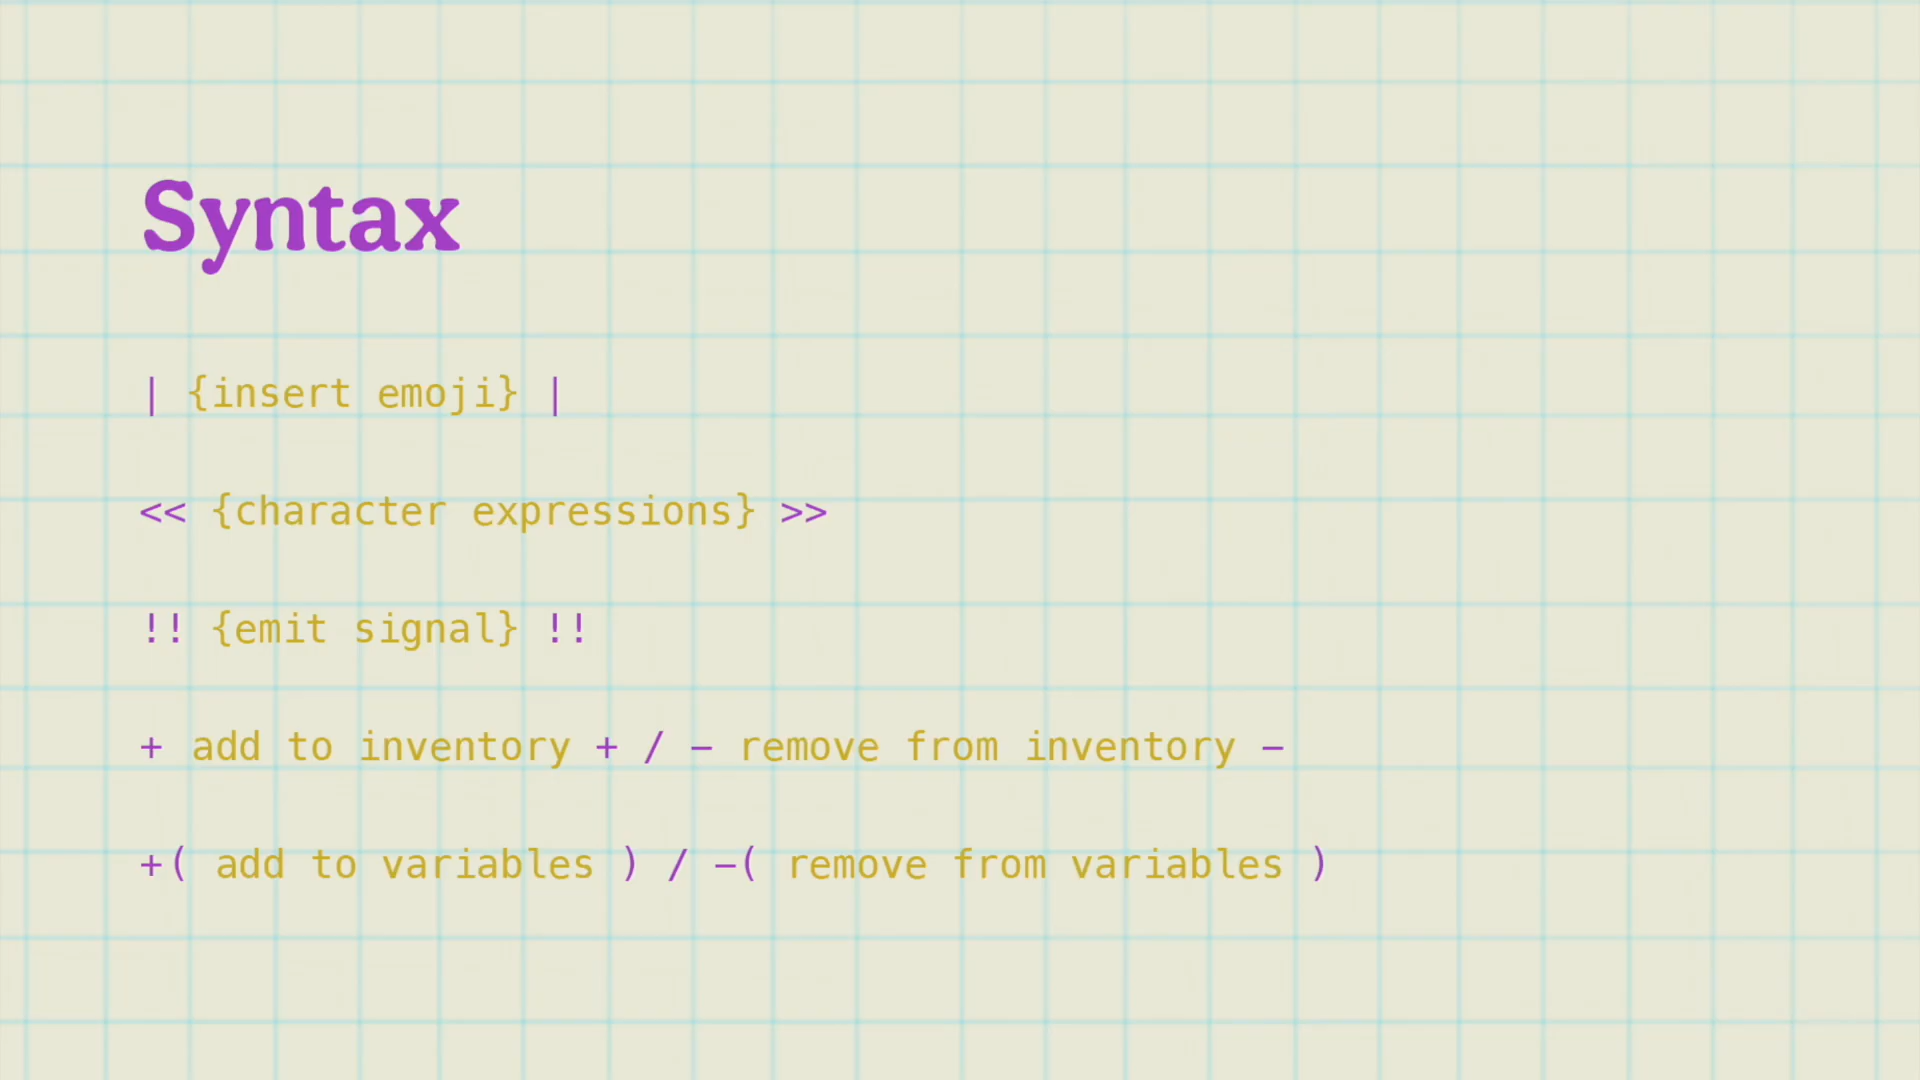 Syntax
| {insert emoji} |
<< {character expressions} >>
!! {emit signal} !!
+ add to inventory + / - remove from inventory -
+( add to variables ) / -( remove from variables )